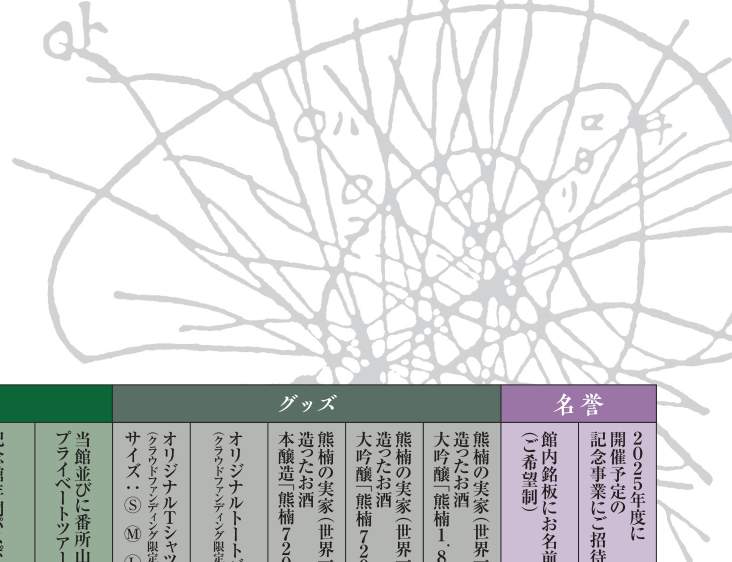 名誉
2025年度に
開催予定の
記念事業にご招待
館内銘板にお名前
(ご希望制)
グッズ
熊楠の実家(世界一
造ったお酒
大吟醸「熊楠1.8
熊楠の実家(世界一
造ったお酒
大吟醸「熊楠720
熊楠の実家(世界一
造ったお酒
本醸造「熊楠720
オリジナルトート
(クラウドファンディング限定
オリジナルTシャツ
(クラウドファンディング限定
サイズ:Ⓢ Ⓜ Ⓛ
当館並びに番所山
プライベートツアー